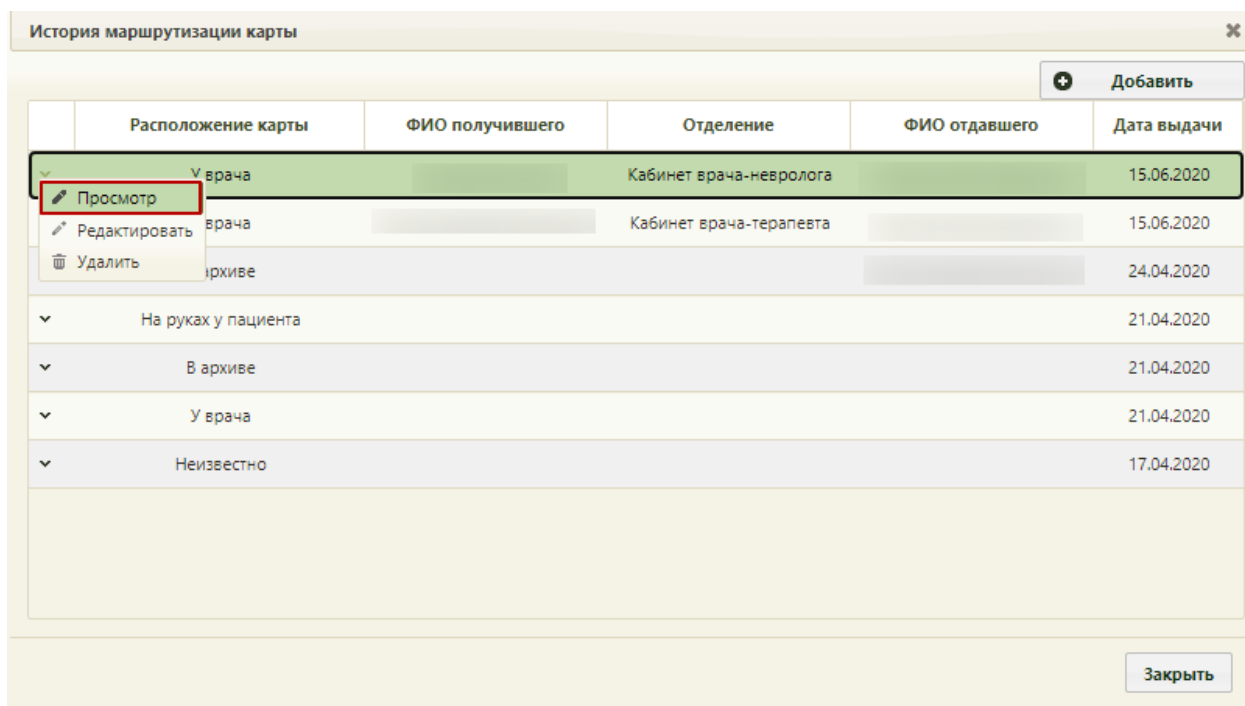 История маршрутизации карты
Добавить
Расположение карты ФИО получившего Отделение ФИО отдавшего Дата выдачи
У врача Кабинет врача-невролога 15.06.2020
Просмотр
врача Кабинет врача-терапевта 15.06.2020
Редактировать
Удалить
архиве 24.04.2020
На руках у пациента 21.04.2020
В архиве 21.04.2020
У врача 21.04.2020
Неизвестно 17.04.2020
Закрыть